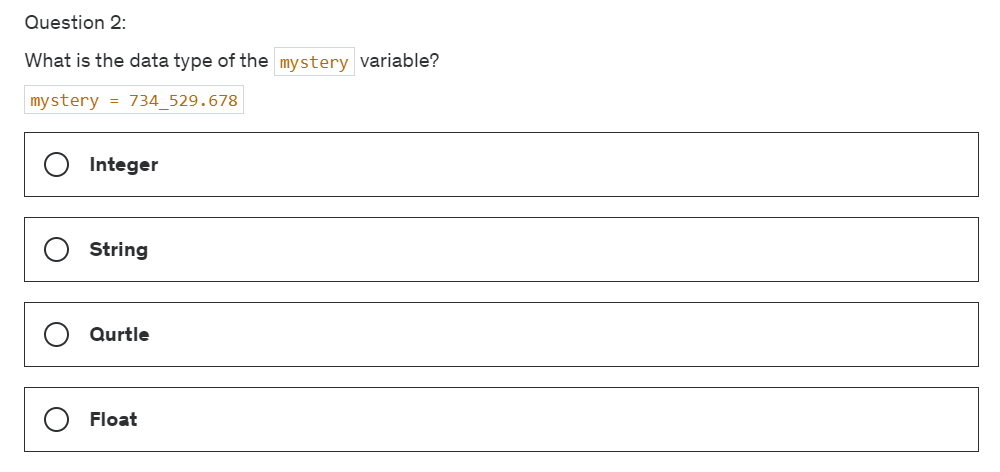 Question 2:
What is the data type of the mystery variable?
mystery = 734_529.678
Integer
String
Qurtle
Float